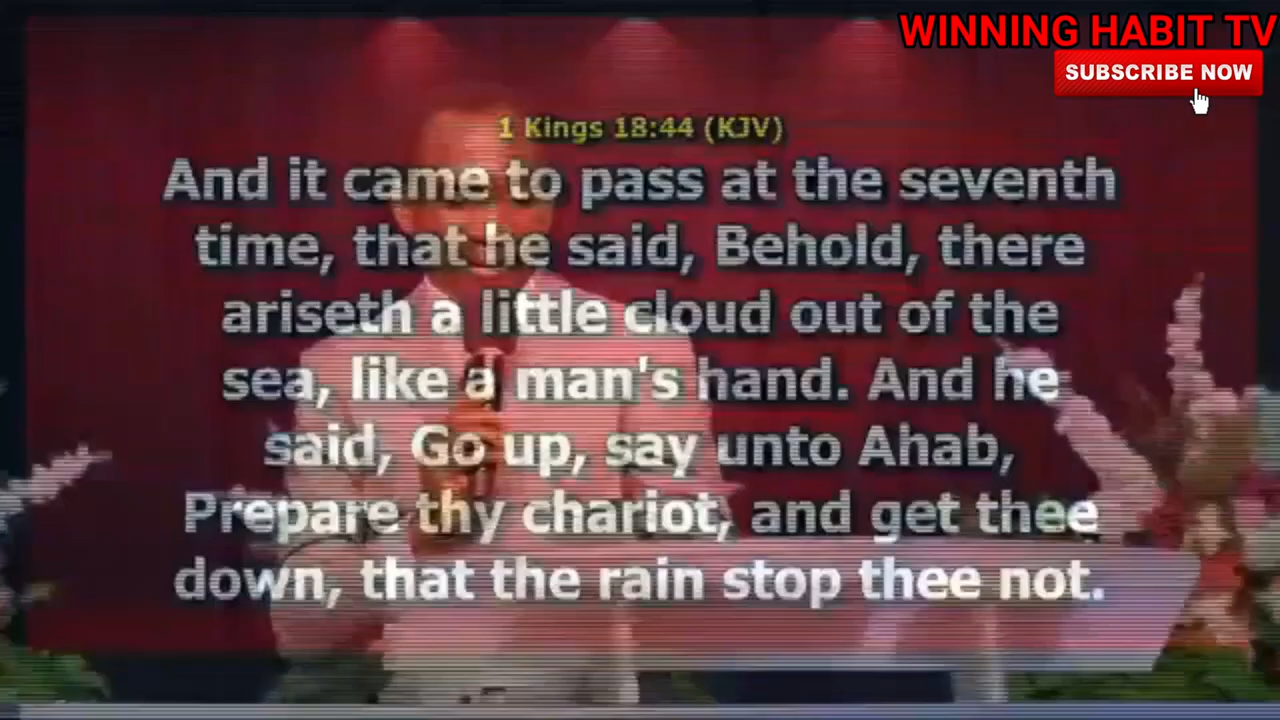 WINNING HABIT TV
SUBSCRIBE NOW
1 Kings 18:44 (KJV)
And it came to pass at the seventh
time, that he said, Behold, there
ariseth a little cloud out of the
sea, like a man's hand. And he
said, Go up, say unto Ahab,
Prepare thy chariot, and get thee
down, that the rain stop thee not.